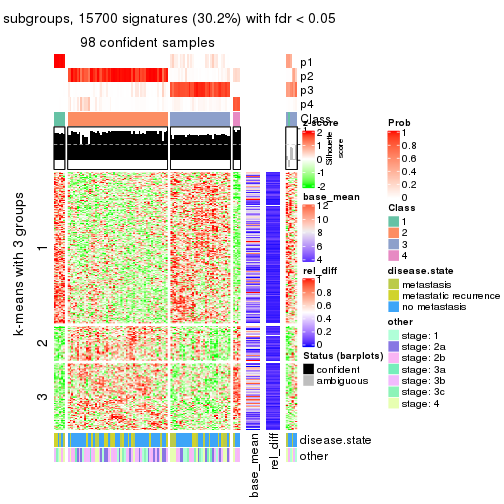 subgroups, 15700 signatures (30.2%) with fdr < 0.05
98 confident samples
p1
p2
p3
p4
Class
1
Silhouette
score
k-means with 3 groups
1
2
3
base_mean
rel_diff
disease.state
other
z-score
2
1
0
-1
-2
base_mean
12
10
8
6
4
rel_diff
1
0.8
0.6
0.4
0.2
0
Status (barplots)
confident
ambiguous
Prob
1
0.8
0.6
0.4
0.2
0
Class
1
2
3
4
disease.state
metastasis
metastatic recurrence
no metastasis
other
stage: 1
stage: 2a
stage: 2b
stage: 3a
stage: 3b
stage: 3c
stage: 4